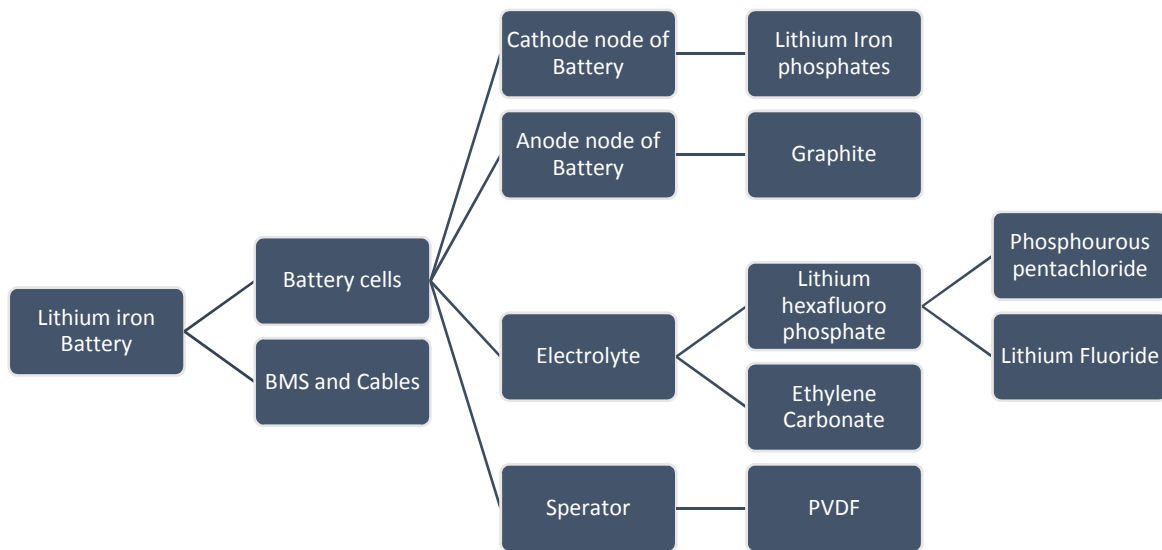 Cathode node of
Battery
Lithium Iron
phosphates
Anode node of
Battery
Graphite
Phosphourous
pentachloride
Battery cells
Lithium
hexafluoro
phosphate
Lithium iron
Battery
Electrolyte
Lithium Fluoride
BMS and Cables
Ethylene
Carbonate
Sperator
PVDF